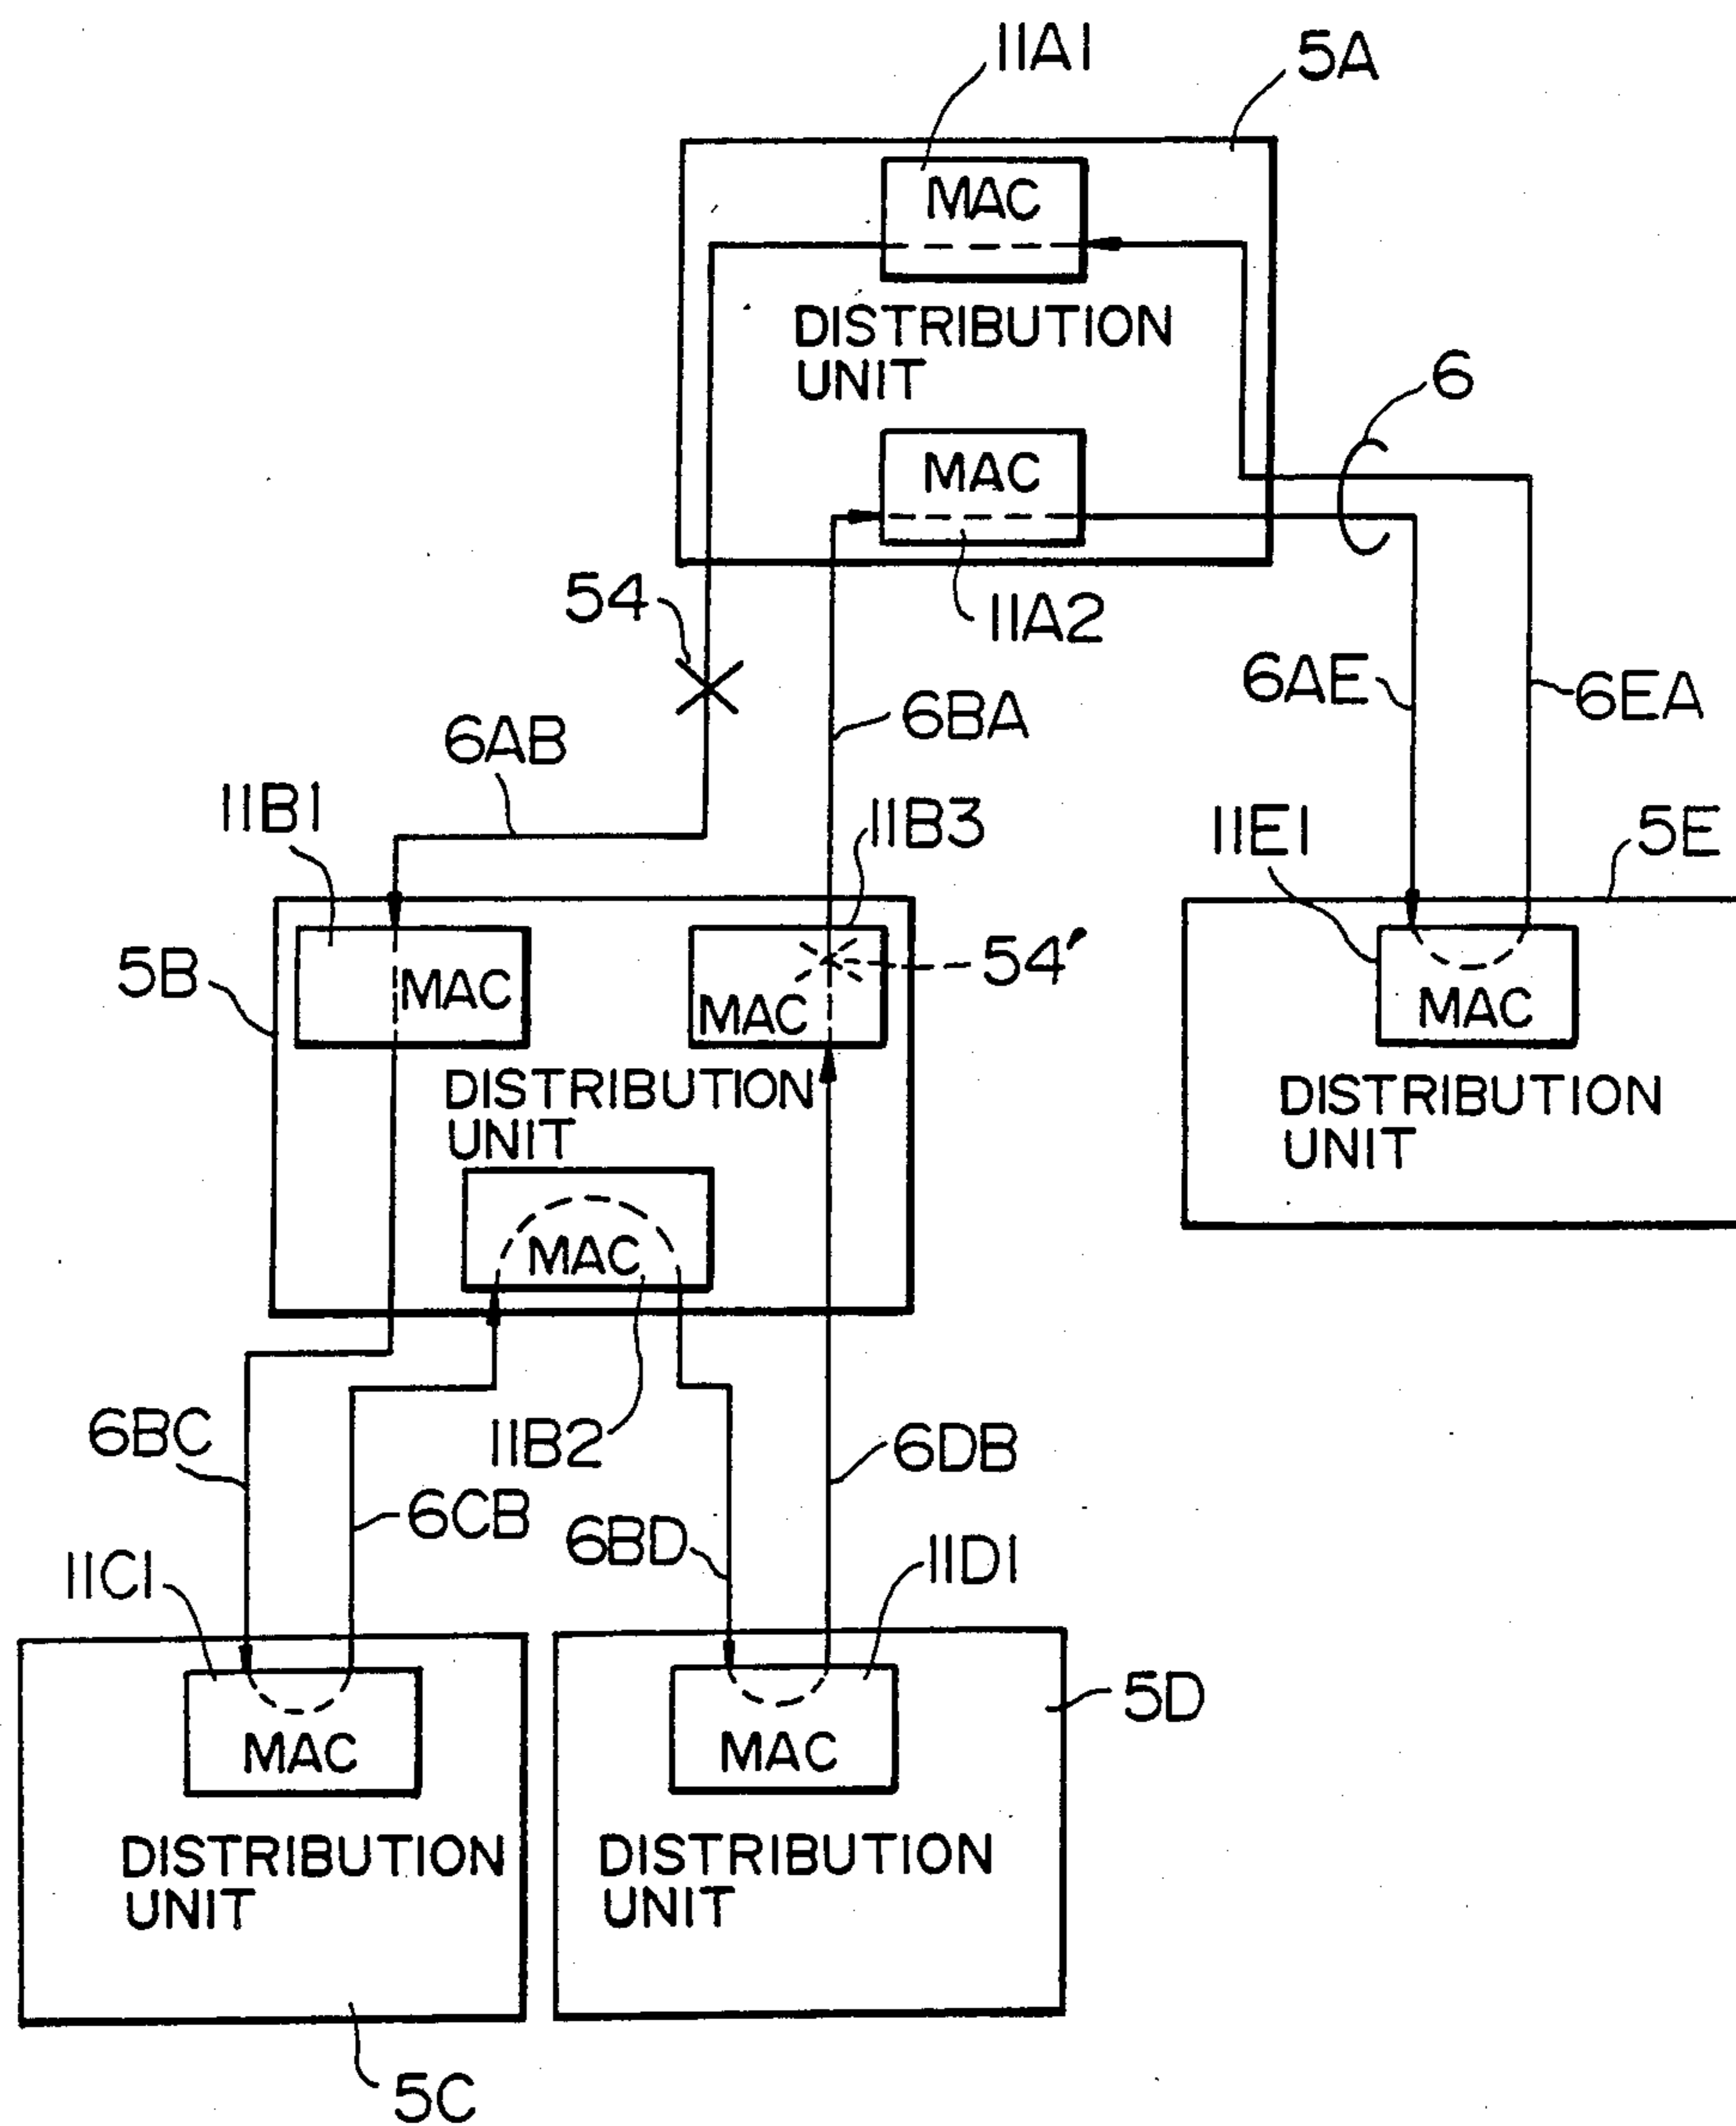 11A1
5A
MAC
DISTRIBUTION
UNIT
6
MAC
54
11A2
6AE
6EA
6BA
6AB
11B1
11B3
11E1
5E
5B
MAC
MAC
54'
MAC
DISTRIBUTION
UNIT
DISTRIBUTION
UNIT
MAC
6BC
11B2
6DB
6CB
6BD
11C1
11D1
5D
MAC
MAC
DISTRIBUTION
UNIT
DISTRIBUTION
UNIT
5C